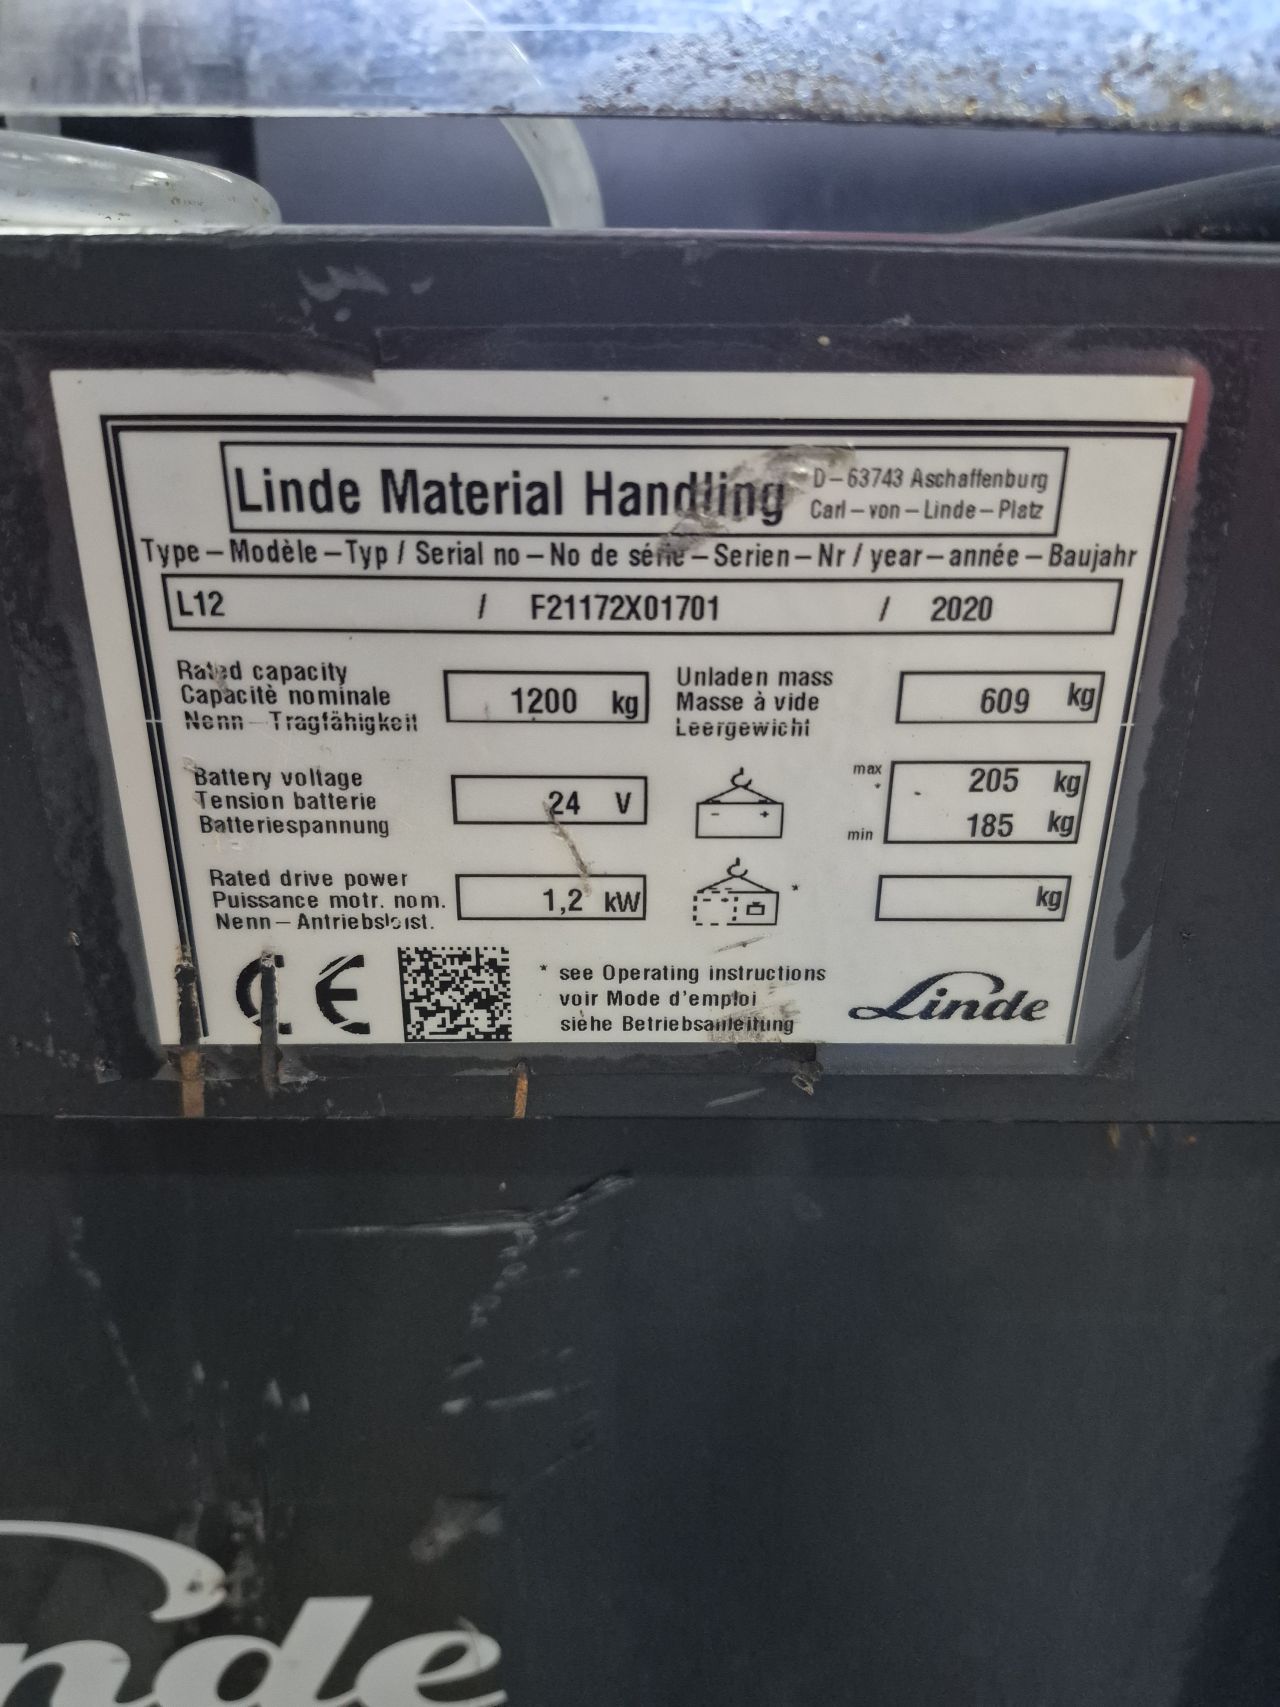 Linde Material Handling
D-63743 Aschaffenburg
Carl-von-Linde-Platz
Type-Modèle-Typ / Serial no-No de série-Serien-Nr / year-année-Baujahr
L12 / F21172X01701 / 2020
Rated capacity
Capacitè nominale
Nenn-Tragfähigkeit
1200 kg
Unladen mass
Masse à vide
Leergewicht
609 kg
Battery voltage
Tension batterie
Batteriespannung
24 V
max
*
205 kg
min
185 kg
Rated drive power
Puissance motr. nom.
Nenn-Antriebsleist.
1,2 kW
- +
*
kg
CE
* see Operating instructions
voir Mode d'emploi
siehe Betriebsanleitung
Linde
nde